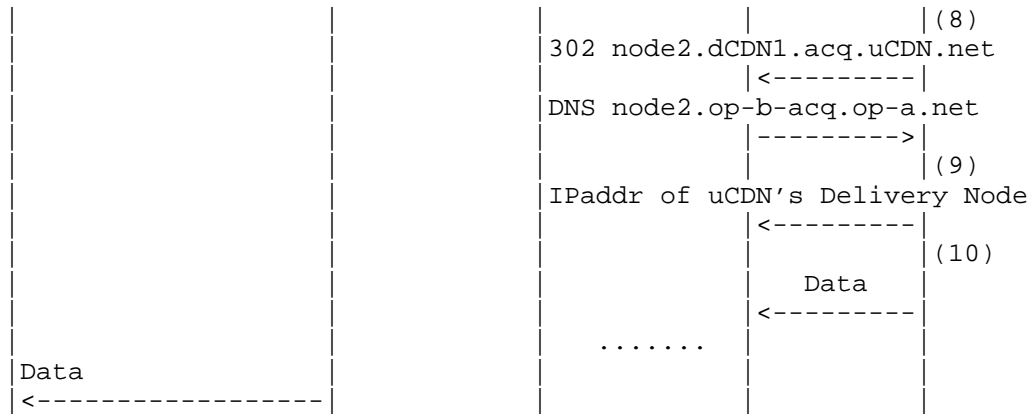 |                    |            |            |          |(8)
|                    |            |302 node2.dCDN1.acq.uCDN.net
|                    |            |            |<---------|
|                    |            |DNS node2.op-b-acq.op-a.net
|                    |            |            |--------->|
|                    |            |            |          |(9)
|                    |            |IPaddr of uCDN’s Delivery Node
|                    |            |            |<---------|
|                    |            |            |          |(10)
|                    |            |            |   Data   |
|                    |            |            |<---------|
|                    |            |   .......  |          |
|Data                |            |            |          |
|<-------------------|            |            |          |